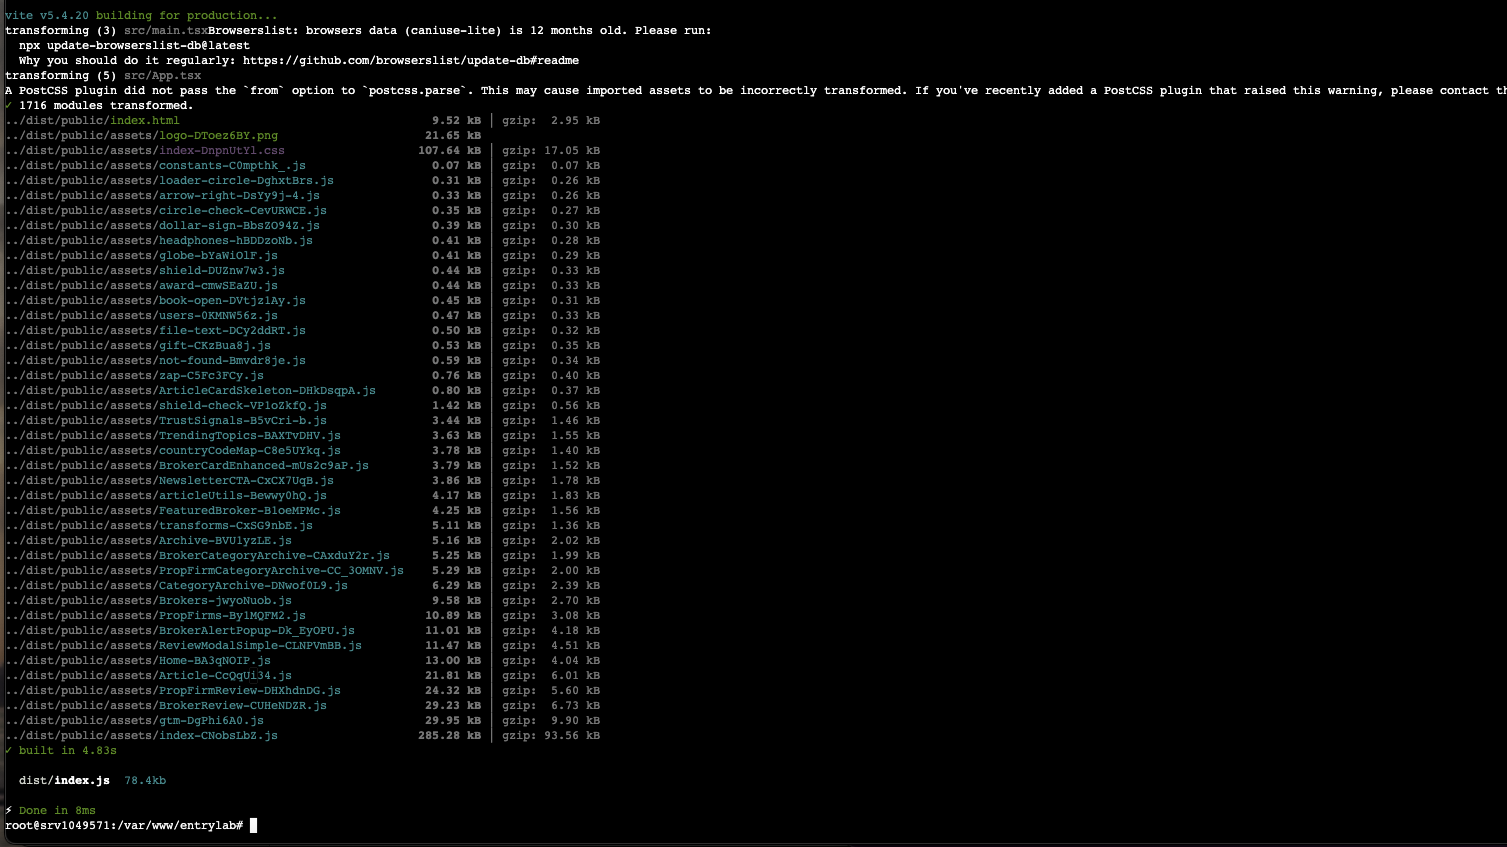 vite v5.4.20 building for production...
transforming (3) src/main.tsxBrowserslist: browsers data (caniuse-lite) is 12 months old. Please run:
  npx update-browserslist-db@latest
  Why you should do it regularly: https://github.com/browserslist/update-db#readme
transforming (5) src/App.tsx
A PostCSS plugin did not pass the `from` option to `postcss.parse`. This may cause imported assets to be incorrectly transformed. If you've recently added a PostCSS plugin that raised this warning, please contact th
✓ 1716 modules transformed.
../dist/public/index.html 9.52 kB │ gzip: 2.95 kB
../dist/public/assets/logo-DToez6BY.png 21.65 kB
../dist/public/assets/index-DnpnUtYl.css 107.64 kB │ gzip: 17.05 kB
../dist/public/assets/constants-C0mpthk_.js 0.07 kB │ gzip: 0.07 kB
../dist/public/assets/loader-circle-DghxtBrs.js 0.31 kB │ gzip: 0.26 kB
../dist/public/assets/arrow-right-DsYy9j-4.js 0.33 kB │ gzip: 0.26 kB
../dist/public/assets/circle-check-CevURWCE.js 0.35 kB │ gzip: 0.27 kB
../dist/public/assets/dollar-sign-BbsZO94Z.js 0.39 kB │ gzip: 0.30 kB
../dist/public/assets/headphones-hBDDzoNb.js 0.41 kB │ gzip: 0.28 kB
../dist/public/assets/globe-bYaWiOlF.js 0.41 kB │ gzip: 0.29 kB
../dist/public/assets/shield-DUZnw7w3.js 0.44 kB │ gzip: 0.33 kB
../dist/public/assets/award-cmwSEaZU.js 0.44 kB │ gzip: 0.33 kB
../dist/public/assets/book-open-DVtjz1Ay.js 0.45 kB │ gzip: 0.31 kB
../dist/public/assets/users-0KMNW56z.js 0.47 kB │ gzip: 0.33 kB
../dist/public/assets/file-text-DCy2ddRT.js 0.50 kB │ gzip: 0.32 kB
../dist/public/assets/gift-CKzBua8j.js 0.53 kB │ gzip: 0.35 kB
../dist/public/assets/not-found-Bmvdr8je.js 0.59 kB │ gzip: 0.34 kB
../dist/public/assets/zap-C5Fc3FCy.js 0.76 kB │ gzip: 0.40 kB
../dist/public/assets/ArticleCardSkeleton-DHkDsqpA.js 0.80 kB │ gzip: 0.37 kB
../dist/public/assets/shield-check-VP1oZkfQ.js 1.42 kB │ gzip: 0.56 kB
../dist/public/assets/TrustSignals-B5vCri-b.js 3.44 kB │ gzip: 1.46 kB
../dist/public/assets/TrendingTopics-BAXTvDHV.js 3.63 kB │ gzip: 1.55 kB
../dist/public/assets/countryCodeMap-C8e5UYkq.js 3.78 kB │ gzip: 1.40 kB
../dist/public/assets/BrokerCardEnhanced-mUs2c9aP.js 3.79 kB │ gzip: 1.52 kB
../dist/public/assets/NewsletterCTA-CxCX7UqB.js 3.86 kB │ gzip: 1.78 kB
../dist/public/assets/articleUtils-Bewwy0hQ.js 4.17 kB │ gzip: 1.83 kB
../dist/public/assets/FeaturedBroker-B1oeMPMc.js 4.25 kB │ gzip: 1.56 kB
../dist/public/assets/transforms-CxSG9nbE.js 5.11 kB │ gzip: 1.36 kB
../dist/public/assets/Archive-BVU1yzLE.js 5.16 kB │ gzip: 2.02 kB
../dist/public/assets/BrokerCategoryArchive-CAxduY2r.js 5.25 kB │ gzip: 1.99 kB
../dist/public/assets/PropFirmCategoryArchive-CC_3OMNV.js 5.29 kB │ gzip: 2.00 kB
../dist/public/assets/CategoryArchive-DNwof0L9.js 6.29 kB │ gzip: 2.39 kB
../dist/public/assets/Brokers-jwyoNuob.js 9.58 kB │ gzip: 2.70 kB
../dist/public/assets/PropFirms-By1MQFM2.js 10.89 kB │ gzip: 3.08 kB
../dist/public/assets/BrokerAlertPopup-Dk_EyOPU.js 11.01 kB │ gzip: 4.18 kB
../dist/public/assets/ReviewModalSimple-CLNPVmBB.js 11.47 kB │ gzip: 4.51 kB
../dist/public/assets/Home-BA3qNOIP.js 13.00 kB │ gzip: 4.04 kB
../dist/public/assets/Article-CcQqUi34.js 21.81 kB │ gzip: 6.01 kB
../dist/public/assets/PropFirmReview-DHXhdnDG.js 24.32 kB │ gzip: 5.60 kB
../dist/public/assets/BrokerReview-CUHeNDZR.js 29.23 kB │ gzip: 6.73 kB
../dist/public/assets/gtm-DgPhi6A0.js 29.95 kB │ gzip: 9.90 kB
../dist/public/assets/index-CNobsLbZ.js 285.28 kB │ gzip: 93.56 kB
✓ built in 4.83s
  dist/index.js  78.4kb
⚡ Done in 8ms
root@srv1049571:/var/www/entrylab#